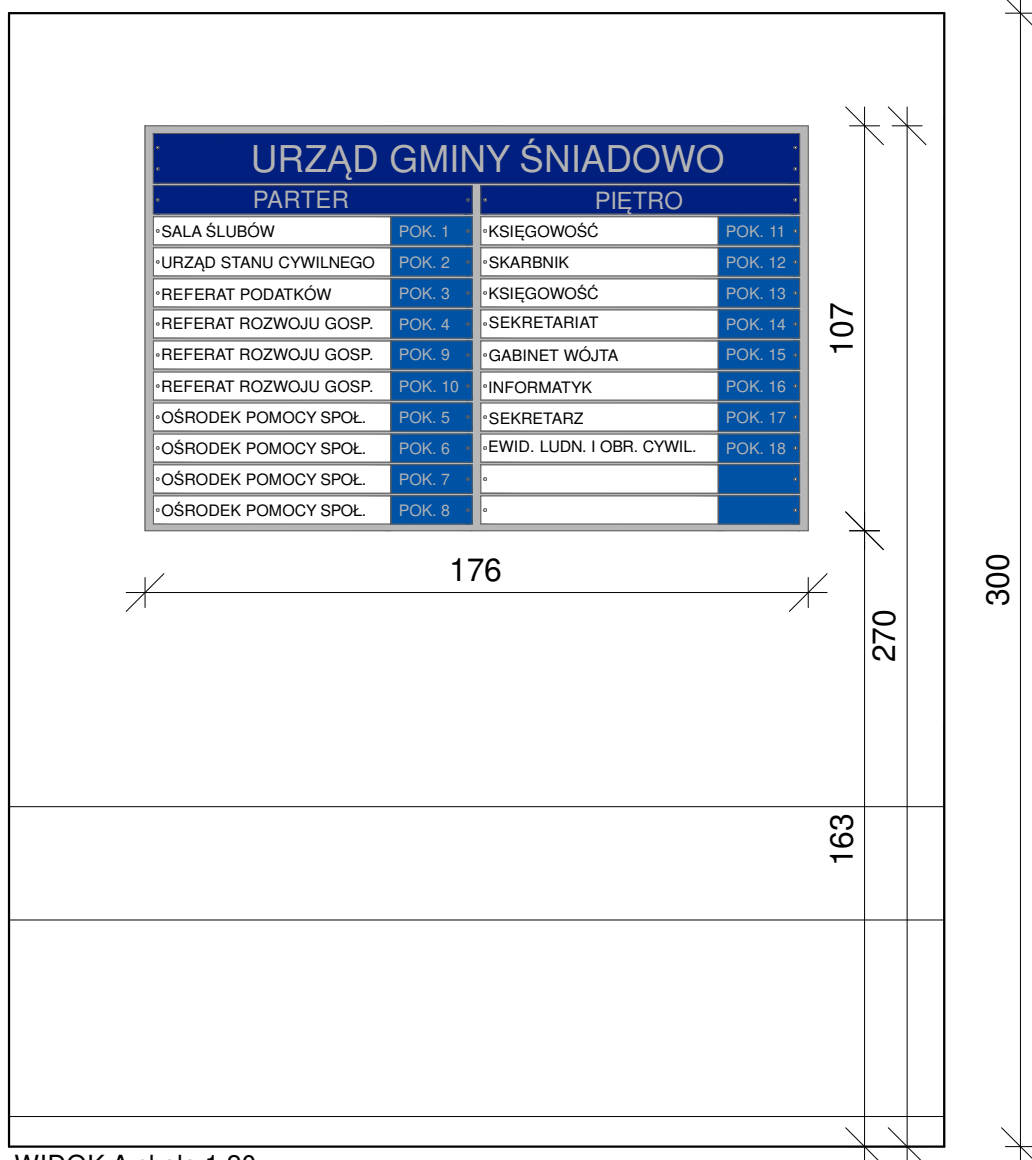 URZĄD GMINY ŚNIADOWO
PARTER PIĘTRO
SALA ŚLUBÓW POK. 1 KSIĘGOWOŚĆ POK. 11
URZĄD STANU CYWILNEGO POK. 2 SKARBNIK POK. 12
REFERAT PODATKÓW POK. 3 KSIĘGOWOŚĆ POK. 13
REFERAT ROZWOJU GOSP. POK. 4 SEKRETARIAT POK. 14
REFERAT ROZWOJU GOSP. POK. 9 GABINET WÓJTA POK. 15
REFERAT ROZWOJU GOSP. POK. 10 INFORMATYK POK. 16
OŚRODEK POMOCY SPOŁ. POK. 5 SEKRETARZ POK. 17
OŚRODEK POMOCY SPOŁ. POK. 6 EWID. LUDN. I OBR. CYWIL. POK. 18
OŚRODEK POMOCY SPOŁ. POK. 7
OŚRODEK POMOCY SPOŁ. POK. 8
107
176
300
270
163